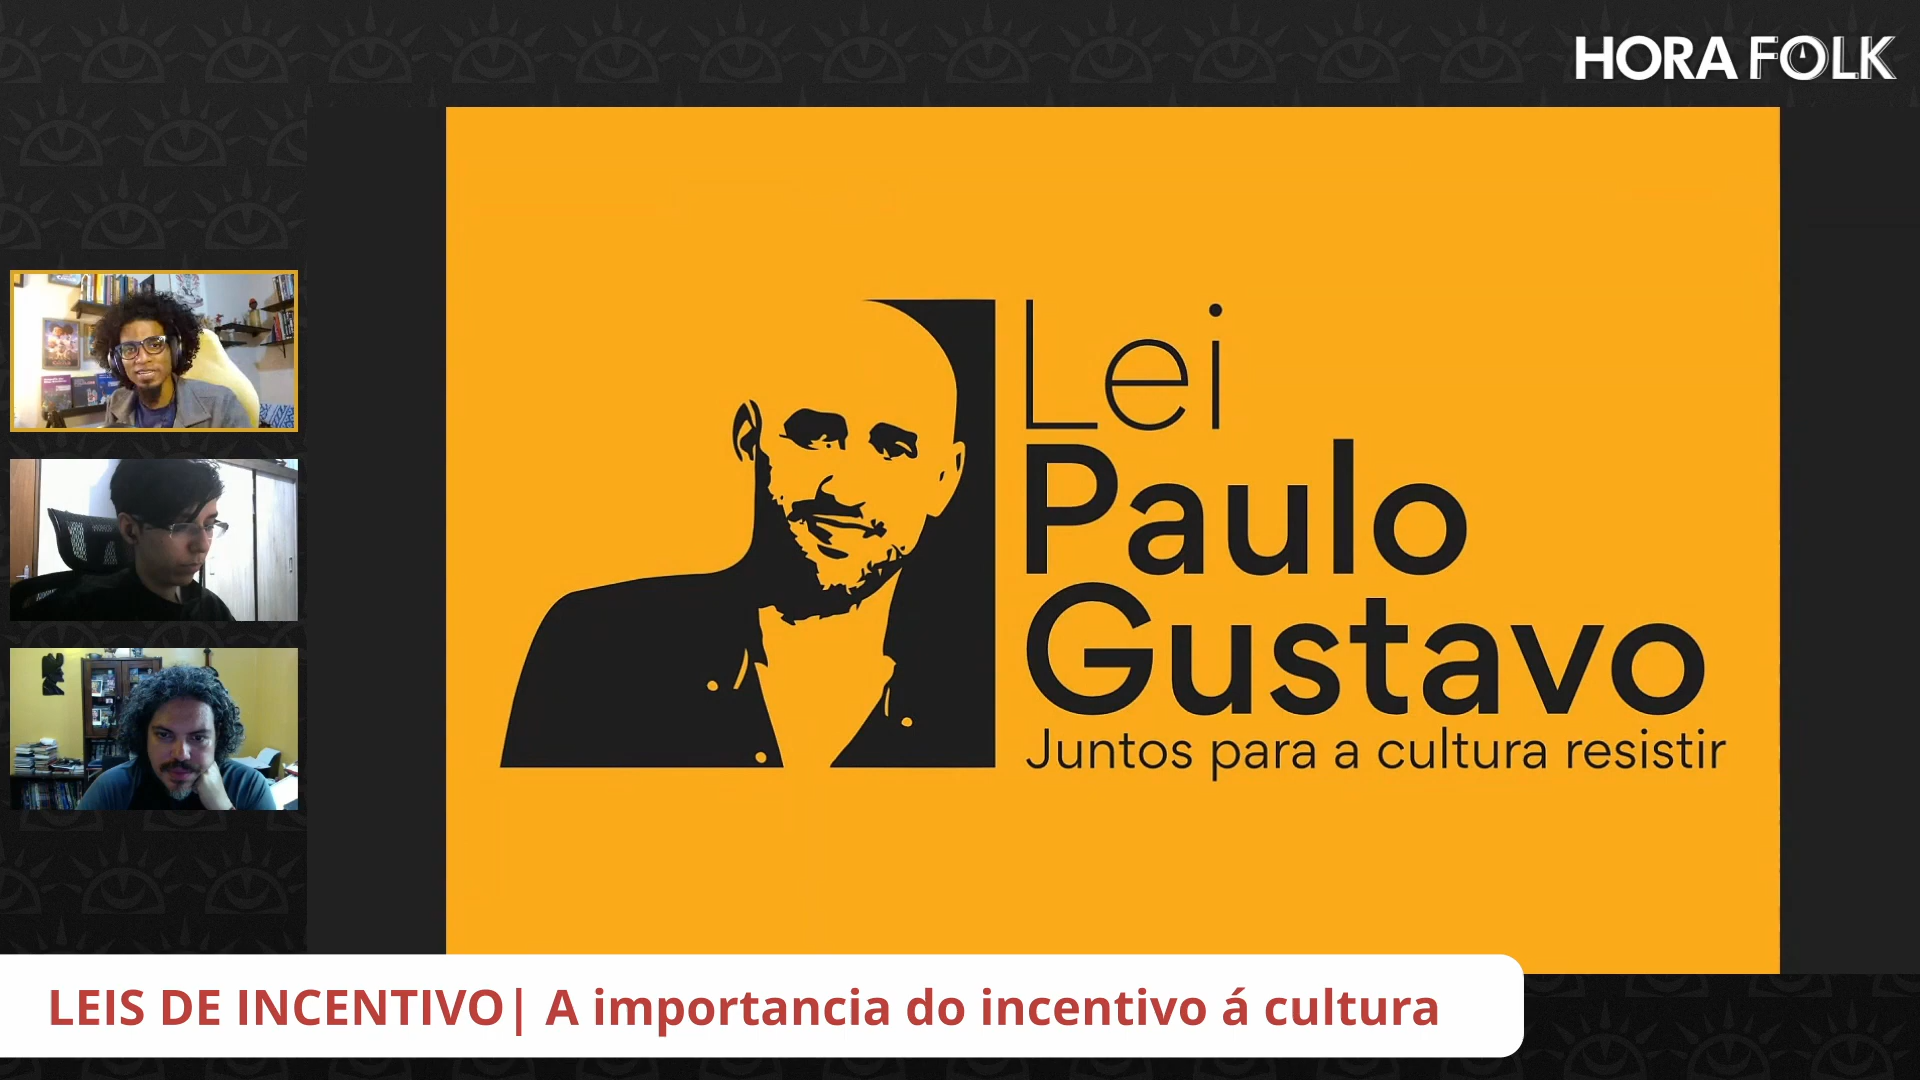 HORA FOLK
Lei
Paulo
Gustavo
Juntos para a cultura resistir
LEIS DE INCENTIVO| A importancia do incentivo á cultura